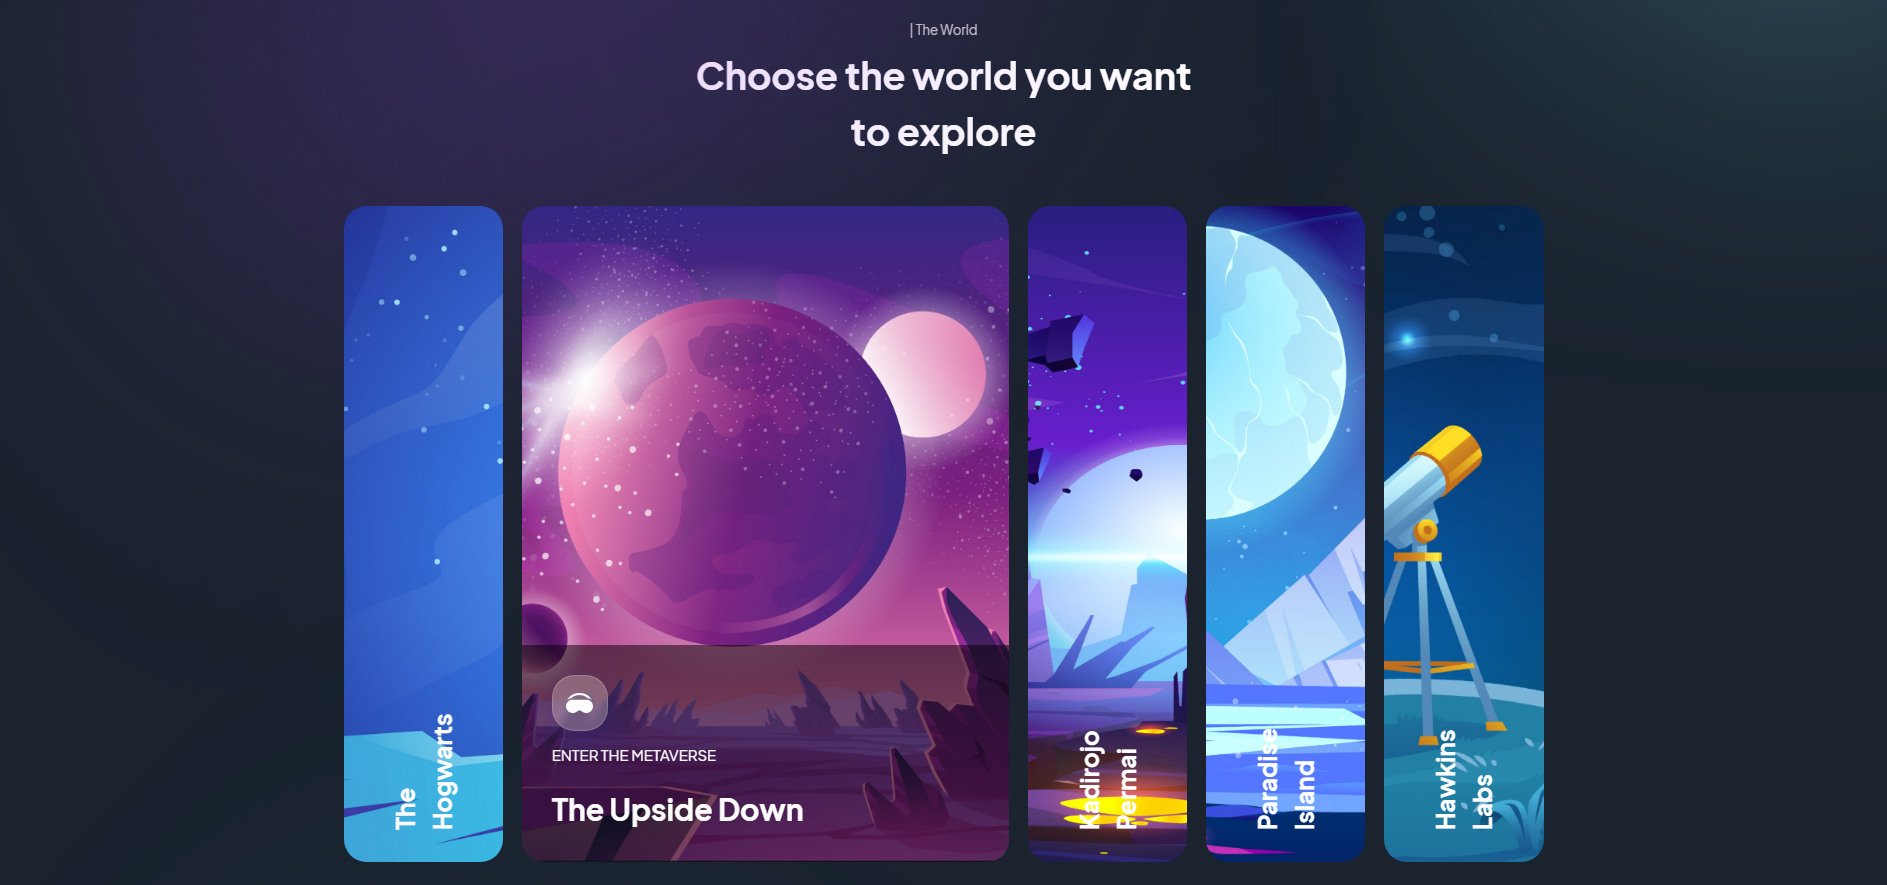 | The World
Choose the world you want
to explore
The
Hogwarts
ENTER THE METAVERSE
The Upside Down
Kadirojo
Permai
Paradise
Island
Hawkins
Labs